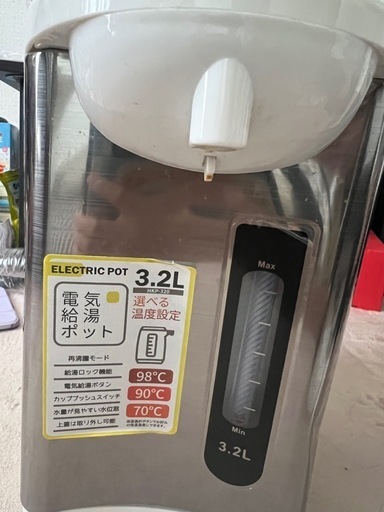 ELECTRIC POT
3.2L
HKP-320
電気
給湯
ポット
選べる
温度設定
再沸騰モード
給湯ロック機能
電気給湯ボタン
カッププッシュスイッチ
水量が見やすい水位窓
上蓋は取り外し可能
98℃
90℃
70℃
Max
Min
3.2L